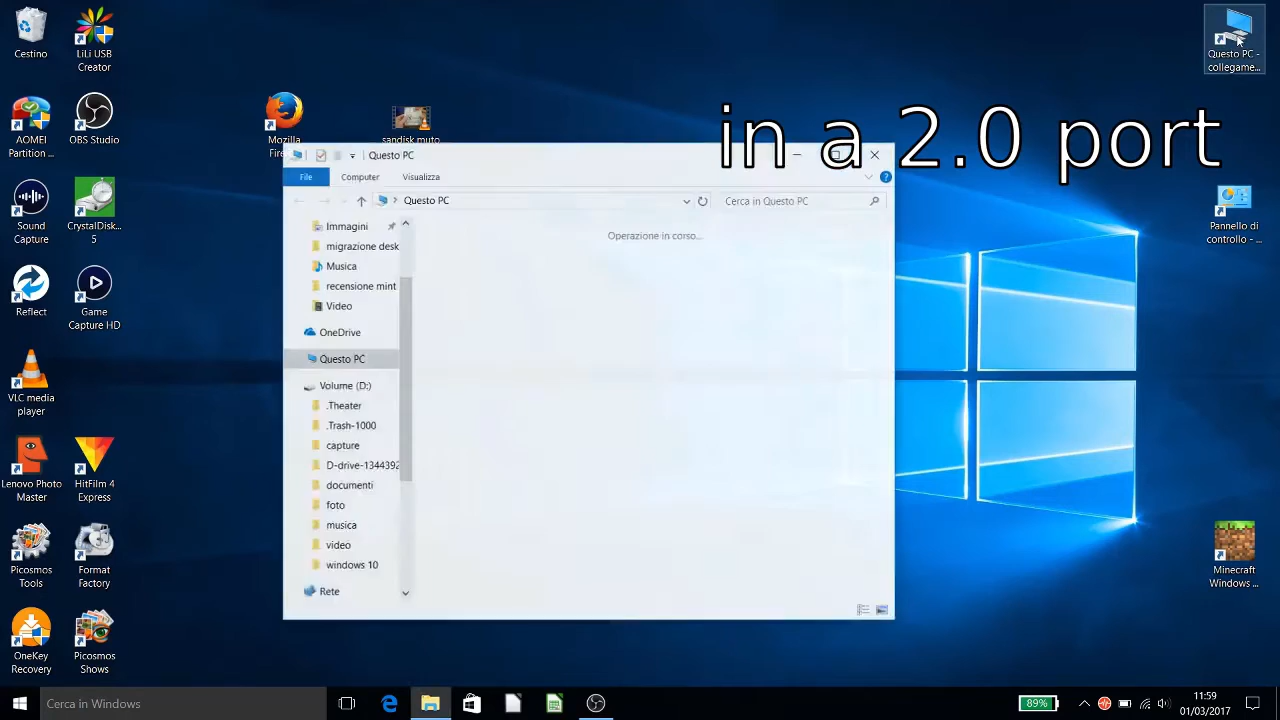 Cestino
LiLi USB
Creator
Questo PC -
collegame...
in a 2.0 port
AOMEI
Partition ...
OBS Studio
Mozilla
Firef
sandisk muto
Questo PC
File
Computer
Visualizza
Questo PC
Cerca in Questo PC
Operazione in corso...
Sound
Capture
CrystalDisk...
5
Pannello di
controllo - ...
Immagini
migrazione desk
Musica
recensione mint
Video
OneDrive
Questo PC
Volume (D:)
.Theater
.Trash-1000
capture
D-drive-1344392
documenti
foto
musica
video
windows 10
Rete
Reflect
Game
Capture HD
VLC media
player
Lenovo Photo
Master
HitFilm 4
Express
Picosmos
Tools
Format
Factory
Minecraft
Windows ...
OneKey
Recovery
Picosmos
Shows
Cerca in Windows
89%
11:59
01/03/2017